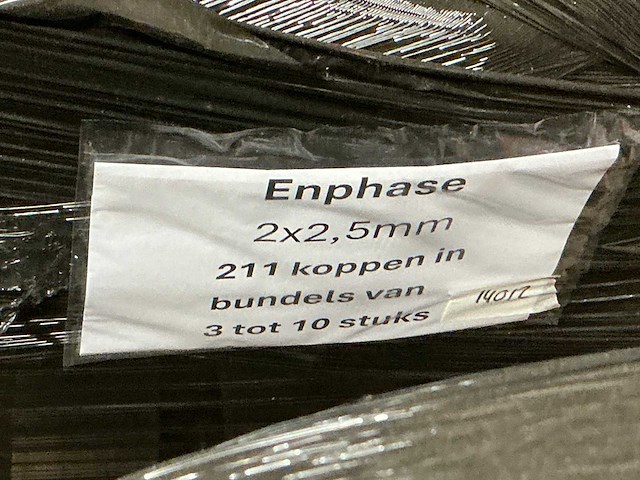 Enphase
2x2,5mm
211 koppen in
bundels van
3 tot 10 stuks